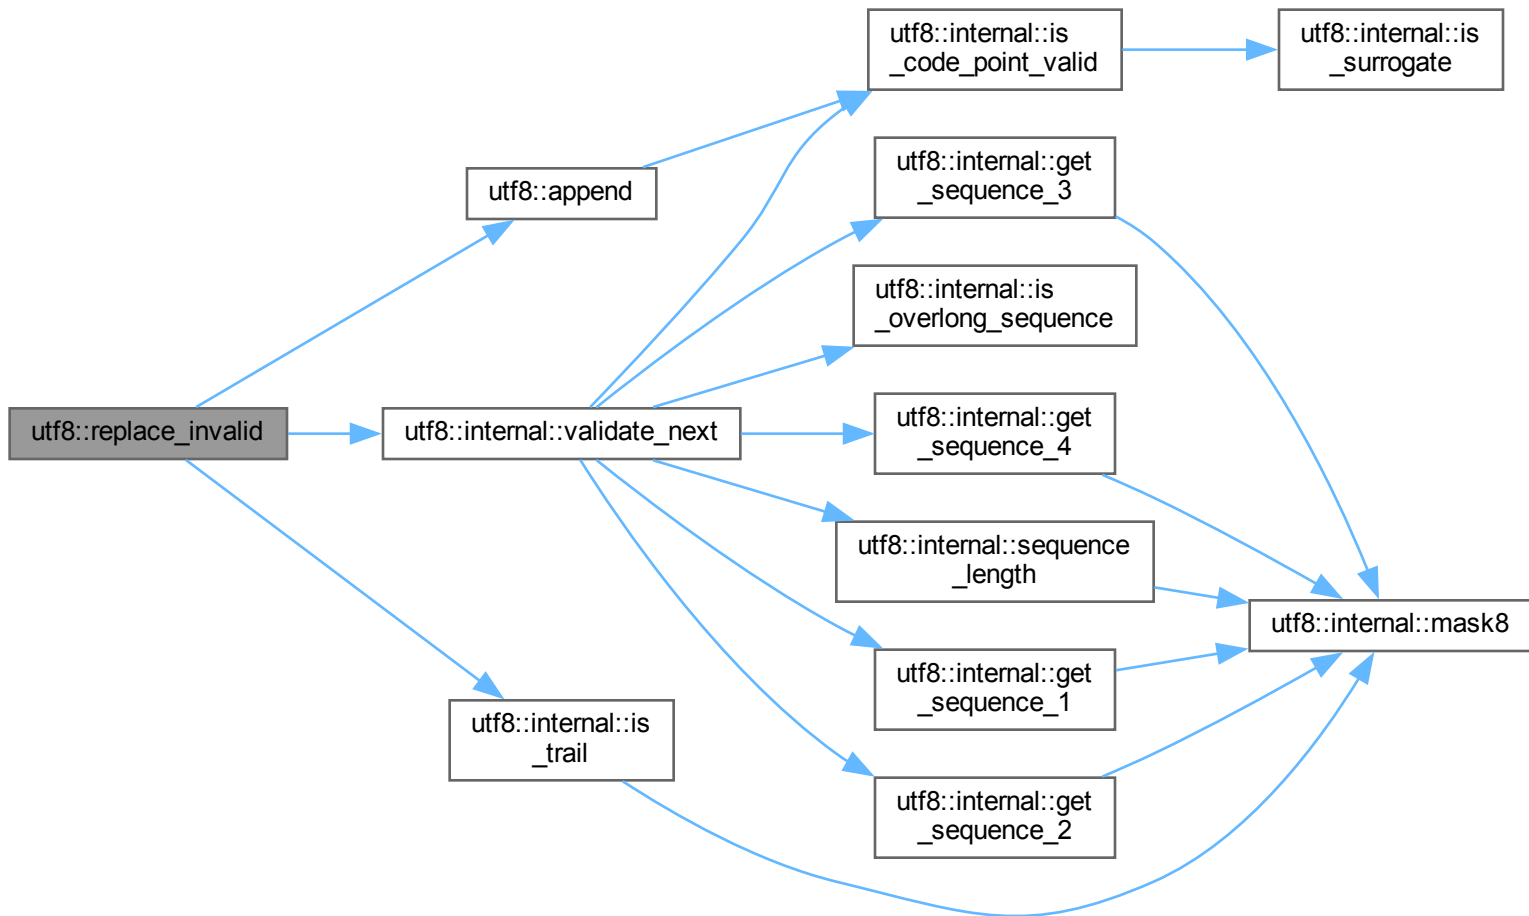 utf8::internal::is
_code_point_valid
utf8::internal::is
_surrogate
utf8::internal::get
_sequence_3
utf8::append
utf8::internal::is
_overlong_sequence
utf8::replace_invalid
utf8::internal::validate_next
utf8::internal::get
_sequence_4
utf8::internal::sequence
_length
utf8::internal::mask8
utf8::internal::get
_sequence_1
utf8::internal::is
_trail
utf8::internal::get
_sequence_2